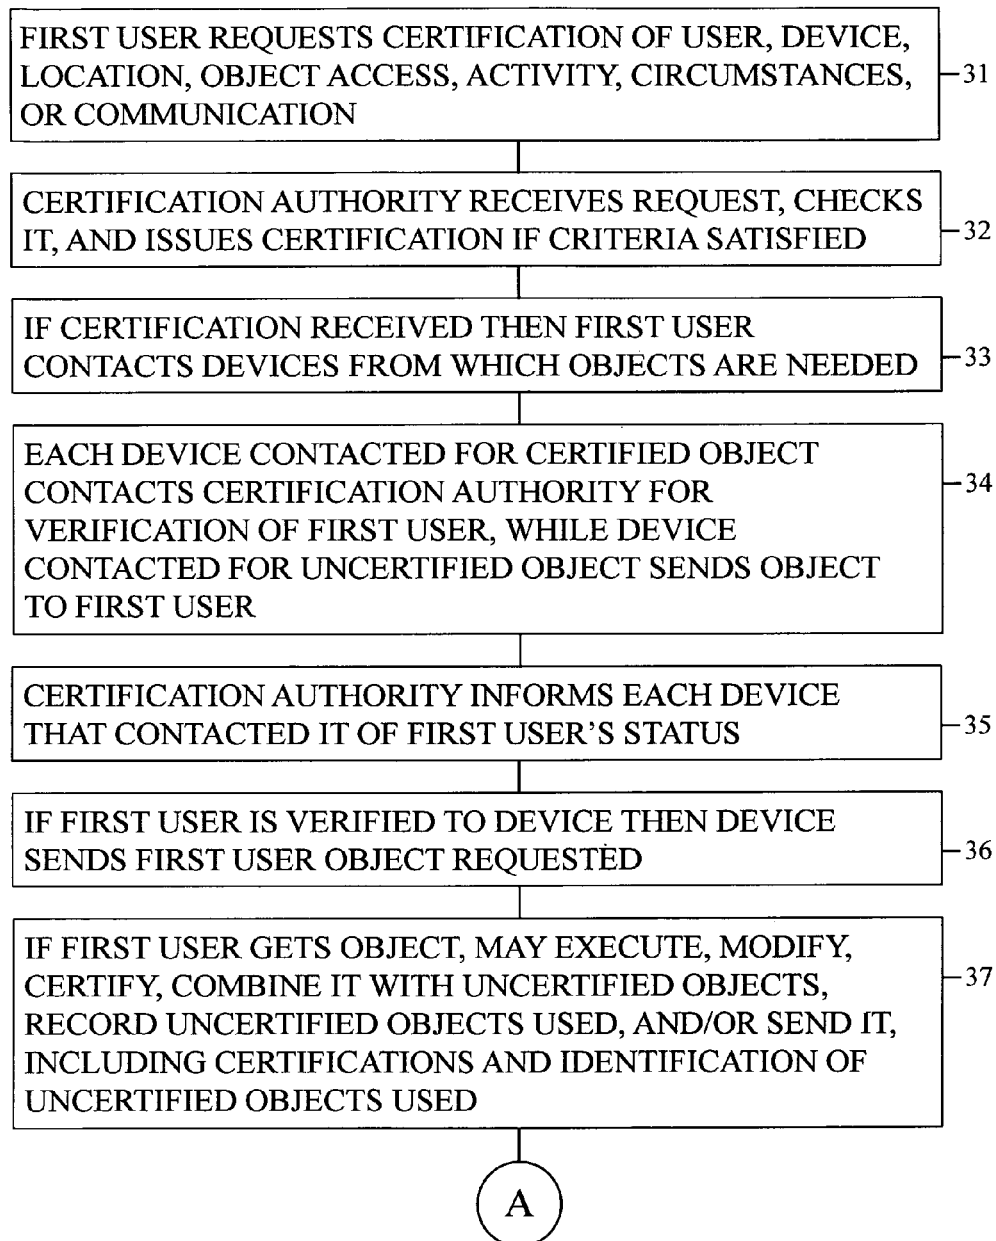 FIRST USER REQUESTS CERTIFICATION OF USER, DEVICE,
LOCATION, OBJECT ACCESS, ACTIVITY, CIRCUMSTANCES,
OR COMMUNICATION
31
CERTIFICATION AUTHORITY RECEIVES REQUEST, CHECKS
IT, AND ISSUES CERTIFICATION IF CRITERIA SATISFIED
32
IF CERTIFICATION RECEIVED THEN FIRST USER
CONTACTS DEVICES FROM WHICH OBJECTS ARE NEEDED
33
EACH DEVICE CONTACTED FOR CERTIFIED OBJECT
CONTACTS CERTIFICATION AUTHORITY FOR
VERIFICATION OF FIRST USER, WHILE DEVICE
CONTACTED FOR UNCERTIFIED OBJECT SENDS OBJECT
TO FIRST USER
34
CERTIFICATION AUTHORITY INFORMS EACH DEVICE
THAT CONTACTED IT OF FIRST USER'S STATUS
35
IF FIRST USER IS VERIFIED TO DEVICE THEN DEVICE
SENDS FIRST USER OBJECT REQUESTED
36
IF FIRST USER GETS OBJECT, MAY EXECUTE, MODIFY,
CERTIFY, COMBINE IT WITH UNCERTIFIED OBJECTS,
RECORD UNCERTIFIED OBJECTS USED, AND/OR SEND IT,
INCLUDING CERTIFICATIONS AND IDENTIFICATION OF
UNCERTIFIED OBJECTS USED
37
A